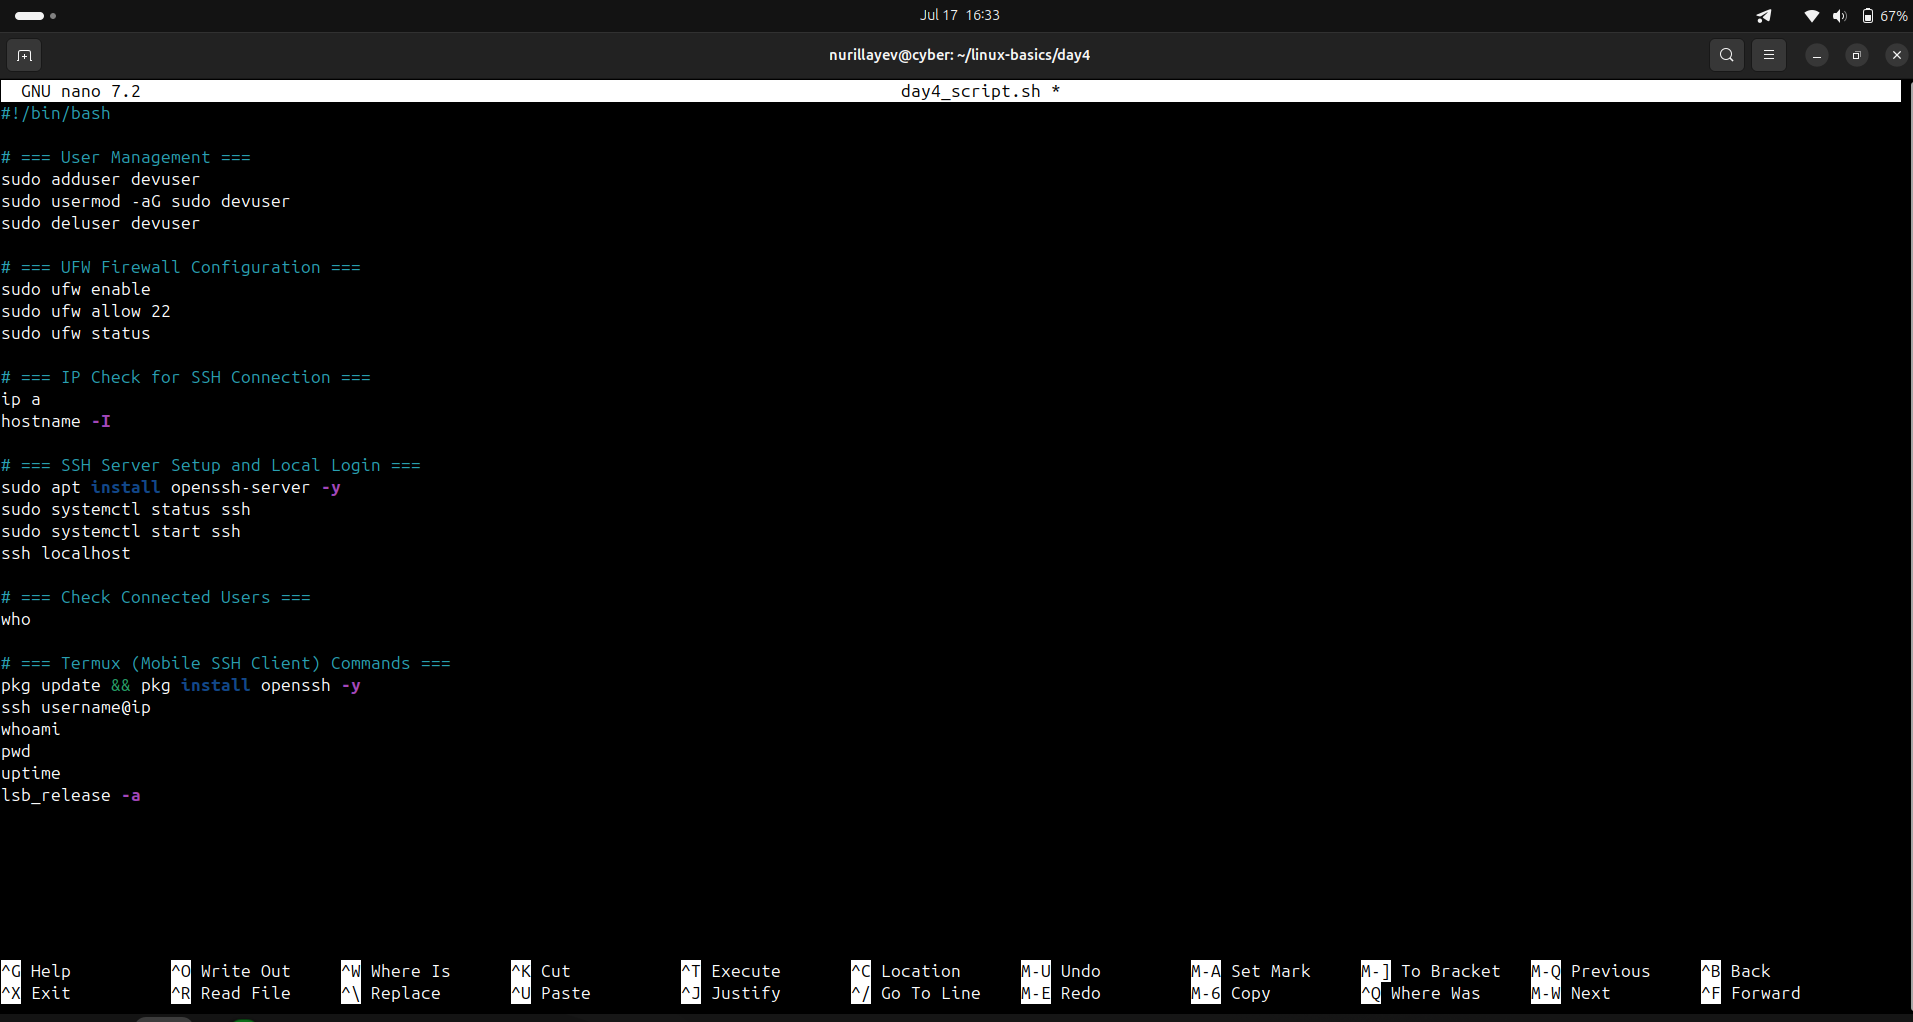 Jul 17 16:33
67%
nurillayev@cyber: ~/linux-basics/day4
GNU nano 7.2 day4_script.sh *
#!/bin/bash
# === User Management ===
sudo adduser devuser
sudo usermod -aG sudo devuser
sudo deluser devuser
# === UFW Firewall Configuration ===
sudo ufw enable
sudo ufw allow 22
sudo ufw status
# === IP Check for SSH Connection ===
ip a
hostname -I
# === SSH Server Setup and Local Login ===
sudo apt install openssh-server -y
sudo systemctl status ssh
sudo systemctl start ssh
ssh localhost
# === Check Connected Users ===
who
# === Termux (Mobile SSH Client) Commands ===
pkg update && pkg install openssh -y
ssh username@ip
whoami
pwd
uptime
lsb_release -a
^G Help ^O Write Out ^W Where Is ^K Cut ^T Execute ^C Location M-U Undo M-A Set Mark M-] To Bracket M-Q Previous ^B Back
^X Exit ^R Read File ^\ Replace ^U Paste ^J Justify ^/ Go To Line M-E Redo M-6 Copy ^Q Where Was M-W Next ^F Forward